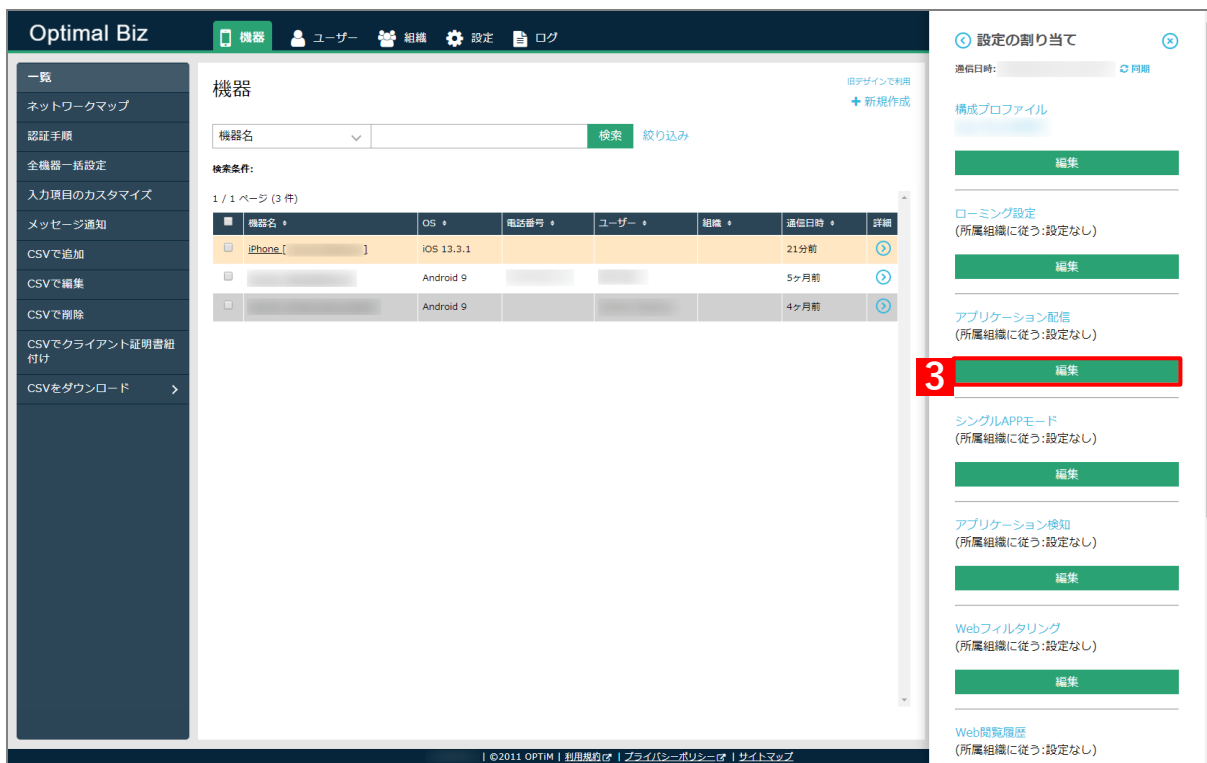 Optimal Biz
機器
ユーザー
組織
設定
ログ
一覧
ネットワークマップ
認証手順
全機器一括設定
入力項目のカスタマイズ
メッセージ通知
CSVで追加
CSVで編集
CSVで削除
CSVでクライアント証明書紐
付け
CSVをダウンロード
機器
旧デザインで利用
+ 新規作成
機器名
検索
絞り込み
検索条件:
1 / 1 ページ (3 件)
機器名 OS 電話番号 ユーザー 組織 通信日時 詳細
iPhone [ ] iOS 13.3.1 21分前
Android 9 5ヶ月前
Android 9 4ヶ月前
設定の割り当て
通信日時: 同期
構成プロファイル
編集
ローミング設定
(所属組織に従う:設定なし)
編集
アプリケーション配信
(所属組織に従う:設定なし)
3
編集
シングルAPPモード
(所属組織に従う:設定なし)
編集
アプリケーション検知
(所属組織に従う:設定なし)
編集
Webフィルタリング
(所属組織に従う:設定なし)
編集
Web閲覧履歴
(所属組織に従う:設定なし)
| ©2011 OPTiM | 利用規約 | プライバシーポリシー | サイトマップ